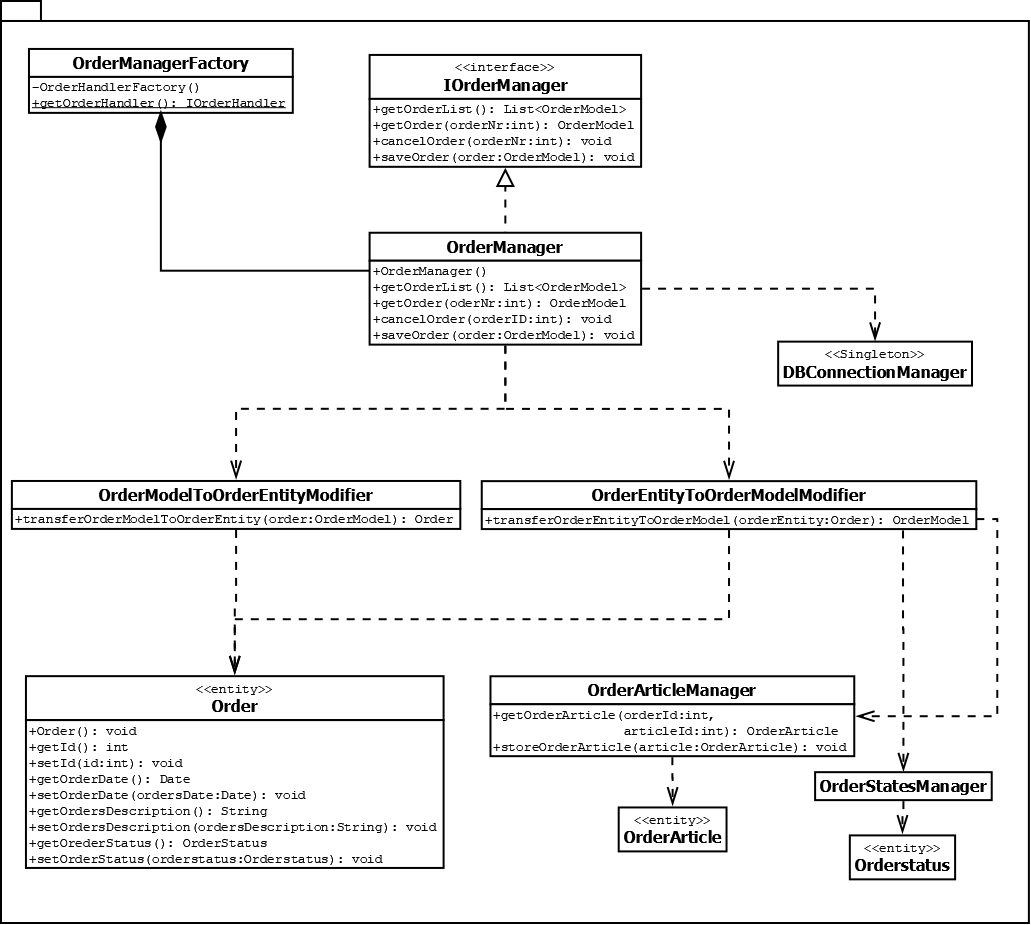 OrderManagerFactory
-OrderHandlerFactory()
+getOrderHandler(): IOrderHandler
<<interface>>
IOrderManager
+getOrderList(): List<OrderModel>
+getOrder(orderNr:int): OrderModel
+cancelOrder(orderNr:int): void
+saveOrder(order:OrderModel): void
OrderManager
+OrderManager()
+getOrderList(): List<OrderModel>
+getOrder(oderNr:int): OrderModel
+cancelOrder(orderID:int): void
+saveOrder(order:OrderModel): void
<<Singleton>>
DBConnectionManager
OrderModelToOrderEntityModifier
+transferOrderModelToOrderEntity(order:OrderModel): Order
OrderEntityToOrderModelModifier
+transferOrderEntityToOrderModel(orderEntity:Order): OrderModel
<<entity>>
Order
+Order(): void
+getId(): int
+setId(id:int): void
+getOrderDate(): Date
+setOrderDate(ordersDate:Date): void
+getOrdersDescription(): String
+setOrdersDescription(ordersDescription:String): void
+getOrederStatus(): OrderStatus
+setOrderStatus(orderstatus:Orderstatus): void
OrderArticleManager
+getOrderArticle(orderId:int,
articleId:int): OrderArticle
+storeOrderArticle(article:OrderArticle): void
<<entity>>
OrderArticle
OrderStatesManager
<<entity>>
Orderstatus